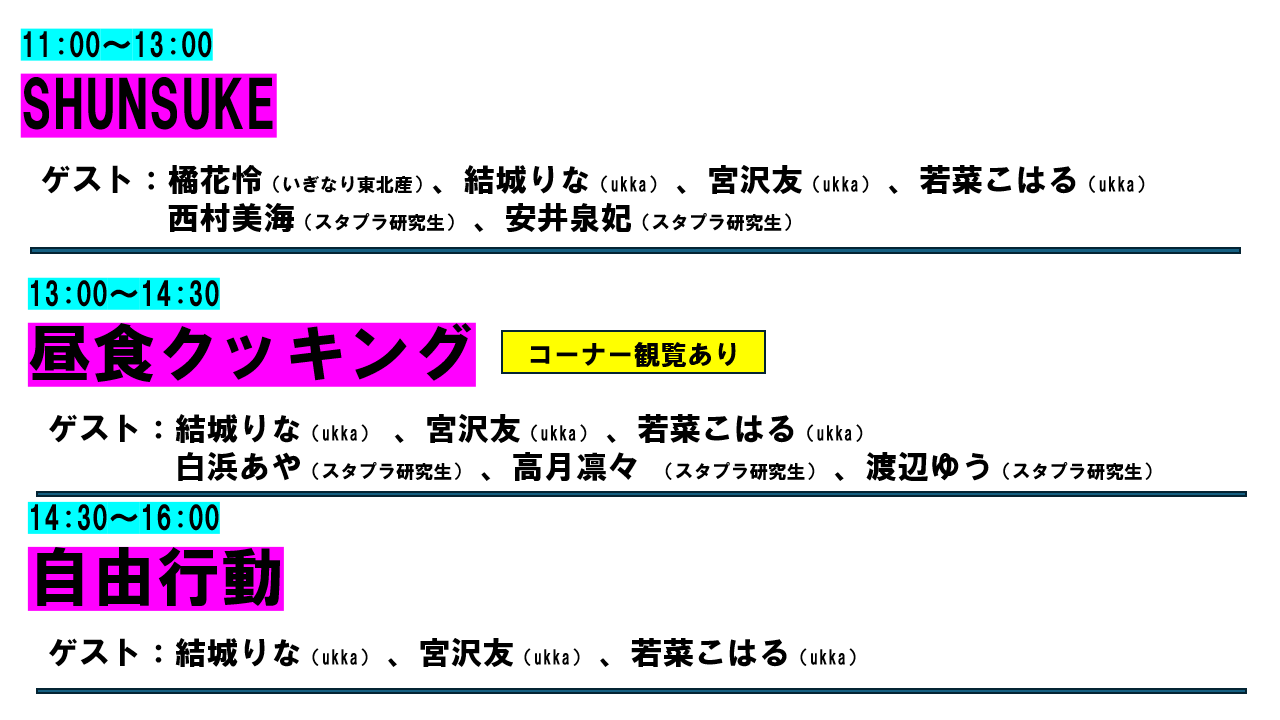 11:00～13:00
SHUNSUKE
ゲスト：橘花怜（いぎなり東北産）、結城りな（ukka）、宮沢友（ukka）、若菜こはる（ukka）
西村美海（スタプラ研究生）、安井泉妃（スタプラ研究生）
13:00～14:30
昼食クッキング
コーナー観覧あり
ゲスト：結城りな（ukka）、宮沢友（ukka）、若菜こはる（ukka）
白浜あや（スタプラ研究生）、高月凛々（スタプラ研究生）、渡辺ゆう（スタプラ研究生）
14:30～16:00
自由行動
ゲスト：結城りな（ukka）、宮沢友（ukka）、若菜こはる（ukka）